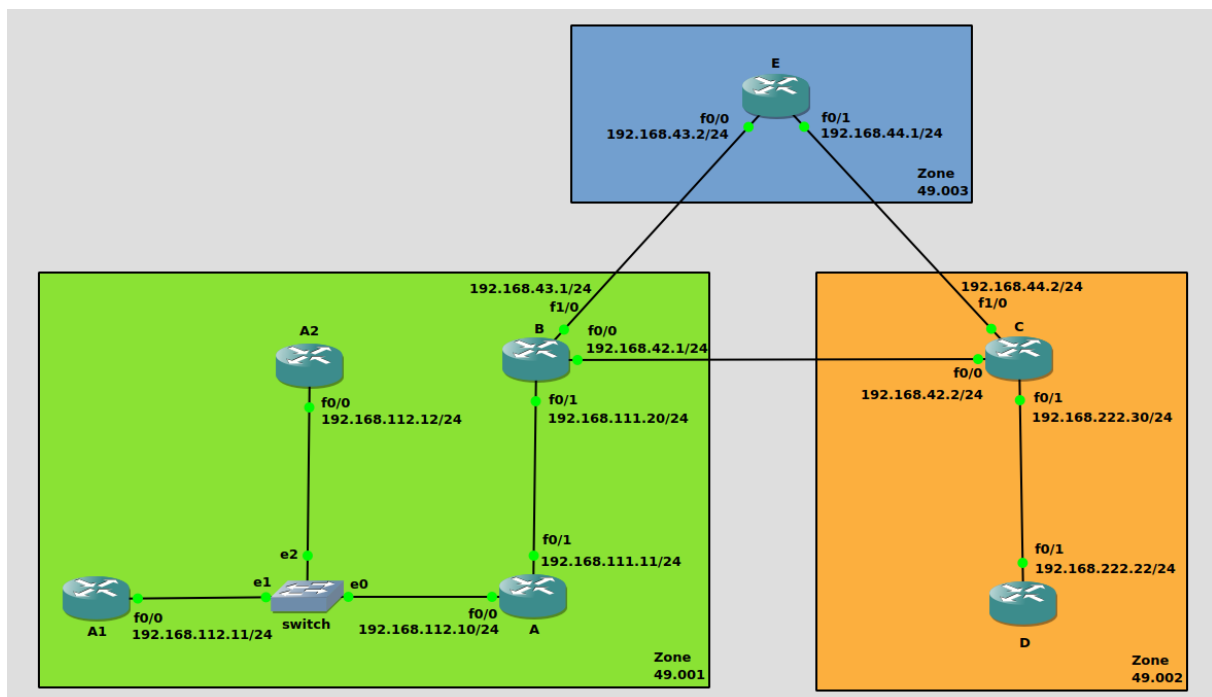 E
f0/0
192.168.43.2/24
f0/1
192.168.44.1/24
Zone
49.003
192.168.43.1/24
f1/0
B
f0/0
192.168.42.1/24
f0/1
192.168.111.20/24
A2
f0/0
192.168.112.12/24
e2
e1
e0
switch
A1
f0/0
192.168.112.11/24
f0/1
192.168.111.11/24
f0/0
192.168.112.10/24
A
Zone
49.001
192.168.44.2/24
f1/0
C
f0/0
192.168.42.2/24
f0/1
192.168.222.30/24
f0/1
192.168.222.22/24
D
Zone
49.002